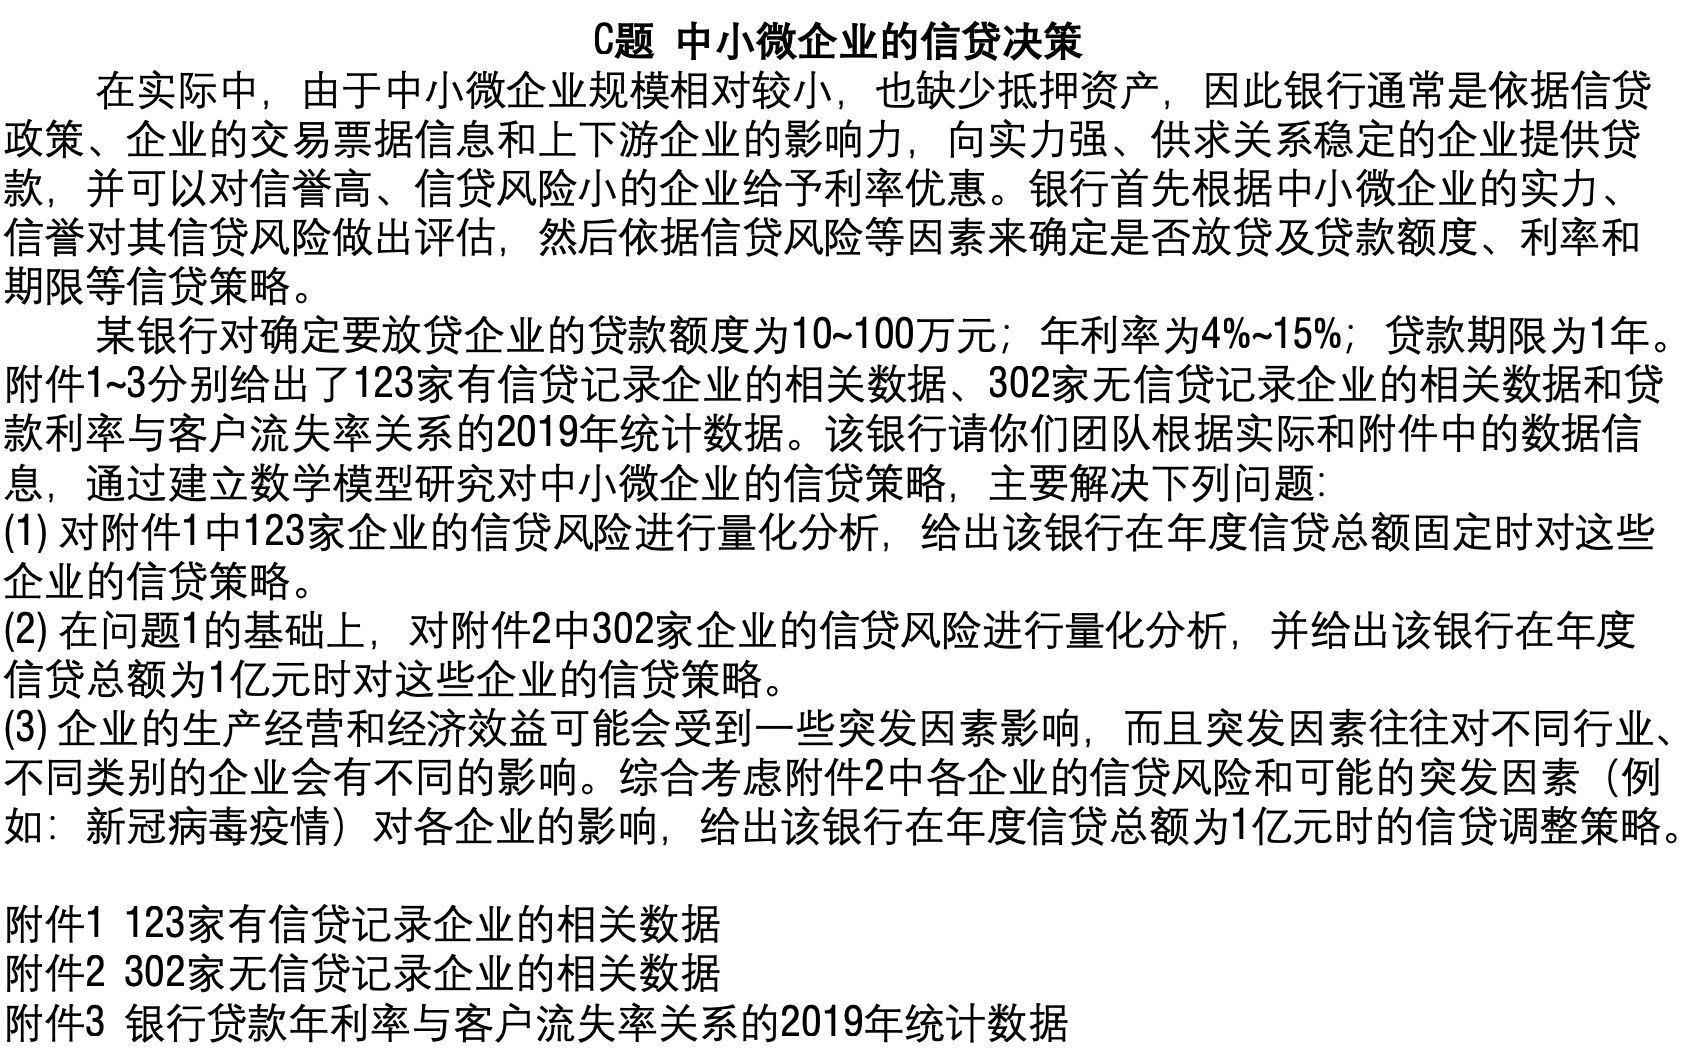 C题 中小微企业的信贷决策
在实际中，由于中小微企业规模相对较小，也缺少抵押资产，因此银行通常是依据信贷
政策、企业的交易票据信息和上下游企业的影响力，向实力强、供求关系稳定的企业提供贷
款，并可以对信誉高、信贷风险小的企业给予利率优惠。银行首先根据中小微企业的实力、
信誉对其信贷风险做出评估，然后依据信贷风险等因素来确定是否放贷及贷款额度、利率和
期限等信贷策略。
某银行对确定要放贷企业的贷款额度为10~100万元；年利率为4%~15%；贷款期限为1年。
附件1~3分别给出了123家有信贷记录企业的相关数据、302家无信贷记录企业的相关数据和贷
款利率与客户流失率关系的2019年统计数据。该银行请你们团队根据实际和附件中的数据信
息，通过建立数学模型研究对中小微企业的信贷策略，主要解决下列问题：
(1) 对附件1中123家企业的信贷风险进行量化分析，给出该银行在年度信贷总额固定时对这些
企业的信贷策略。
(2) 在问题1的基础上，对附件2中302家企业的信贷风险进行量化分析，并给出该银行在年度
信贷总额为1亿元时对这些企业的信贷策略。
(3) 企业的生产经营和经济效益可能会受到一些突发因素影响，而且突发因素往往对不同行业、
不同类别的企业会有不同的影响。综合考虑附件2中各企业的信贷风险和可能的突发因素（例
如：新冠病毒疫情）对各企业的影响，给出该银行在年度信贷总额为1亿元时的信贷调整策略。
附件1 123家有信贷记录企业的相关数据
附件2 302家无信贷记录企业的相关数据
附件3 银行贷款年利率与客户流失率关系的2019年统计数据